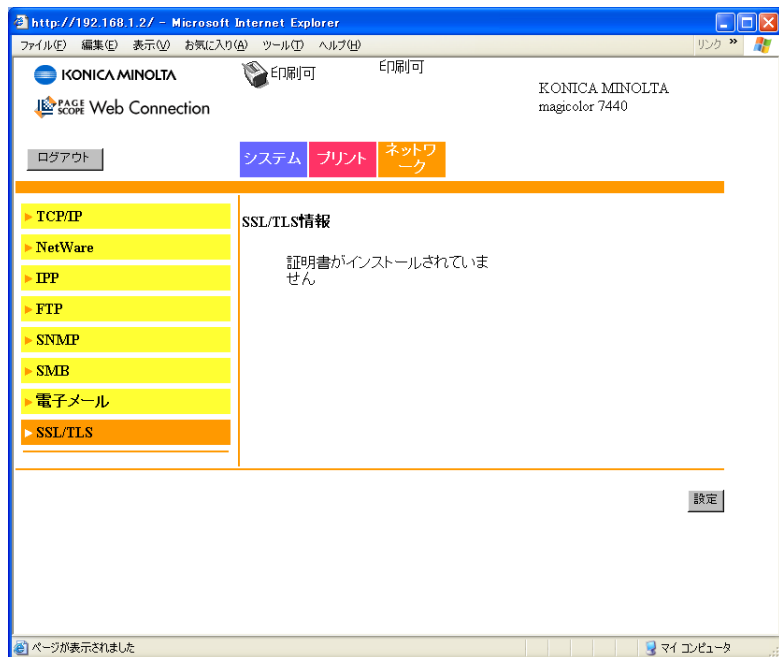 http://192.168.1.2/ - Microsoft Internet Explorer
ファイル(F) 編集(E) 表示(V) お気に入り(A) ツール(T) ヘルプ(H)
リンク »
KONICA MINOLTA
印刷可
印刷可
PAGE SCOPE Web Connection
KONICA MINOLTA
magicolor 7440
ログアウト
システム
プリント
ネットワ
ーク
TCP/IP
NetWare
IPP
FTP
SNMP
SMB
電子メール
SSL/TLS
SSL/TLS情報
証明書がインストールされていま
せん
設定
ページが表示されました
マイ コンピュータ